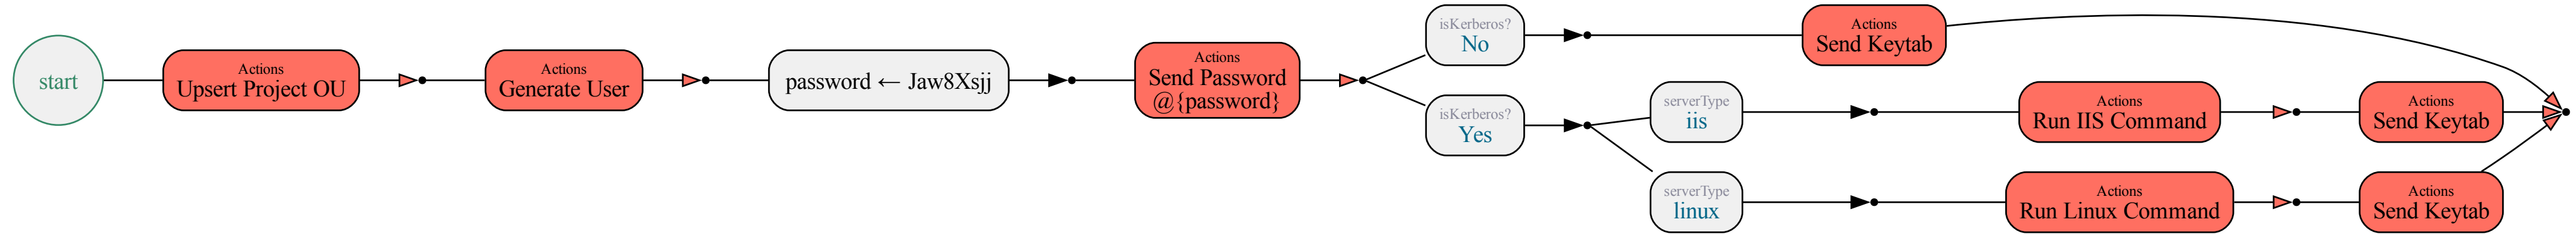 start
Actions
Upsert Project OU
Actions
Generate User
password ← Jaw8Xsjj
Actions
Send Password
@{password}
isKerberos?
No
Actions
Send Keytab
isKerberos?
Yes
serverType
iis
Actions
Run IIS Command
Actions
Send Keytab
serverType
linux
Actions
Run Linux Command
Actions
Send Keytab